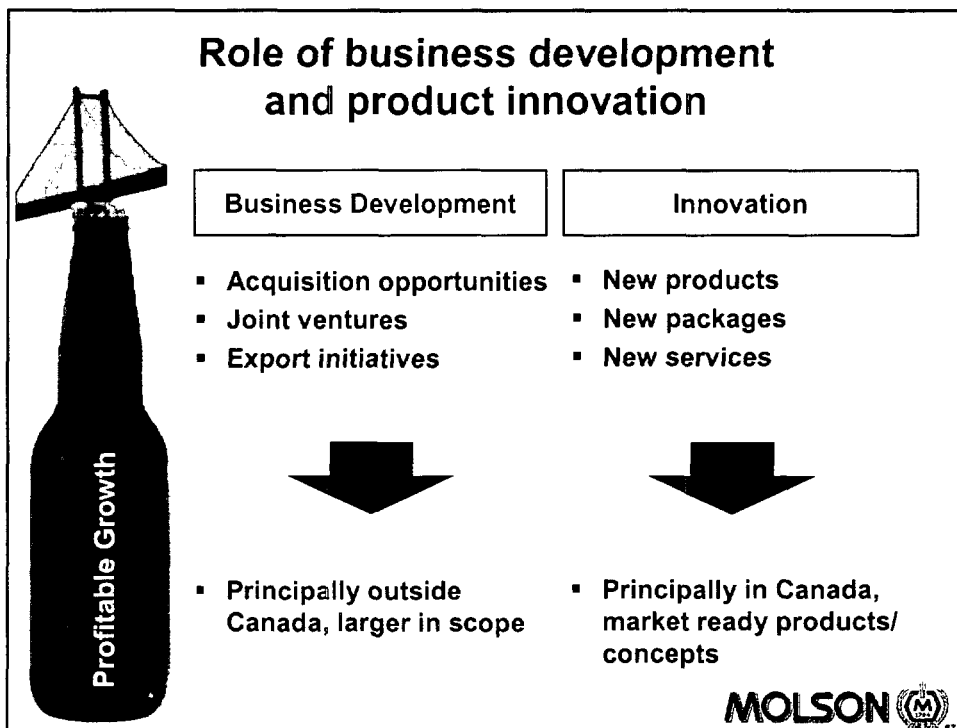 Role of business development
and product innovation
Business Development
Innovation
▪ Acquisition opportunities
▪ Joint ventures
▪ Export initiatives
▪ New products
▪ New packages
▪ New services
▪ Principally outside
Canada, larger in scope
▪ Principally in Canada,
market ready products/
concepts
Profitable Growth
MOLSON
M